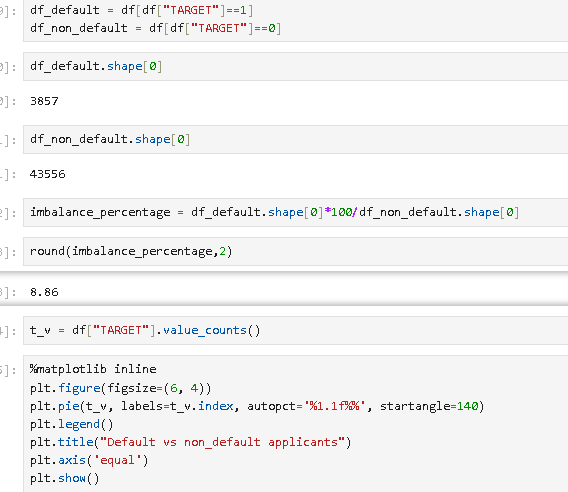 ]: df_default = df[df["TARGET"]==1]
df_non_default = df[df["TARGET"]==0]
]: df_default.shape[0]
]: 3857
]: df_non_default.shape[0]
]: 43556
]: imbalance_percentage = df_default.shape[0]*100/df_non_default.shape[0]
]: round(imbalance_percentage,2)
]: 8.86
]: t_v = df["TARGET"].value_counts()
]: %matplotlib inline
plt.figure(figsize=(6, 4))
plt.pie(t_v, labels=t_v.index, autopct='%1.1f%%', startangle=140)
plt.legend()
plt.title("Default vs non_default applicants")
plt.axis('equal')
plt.show()